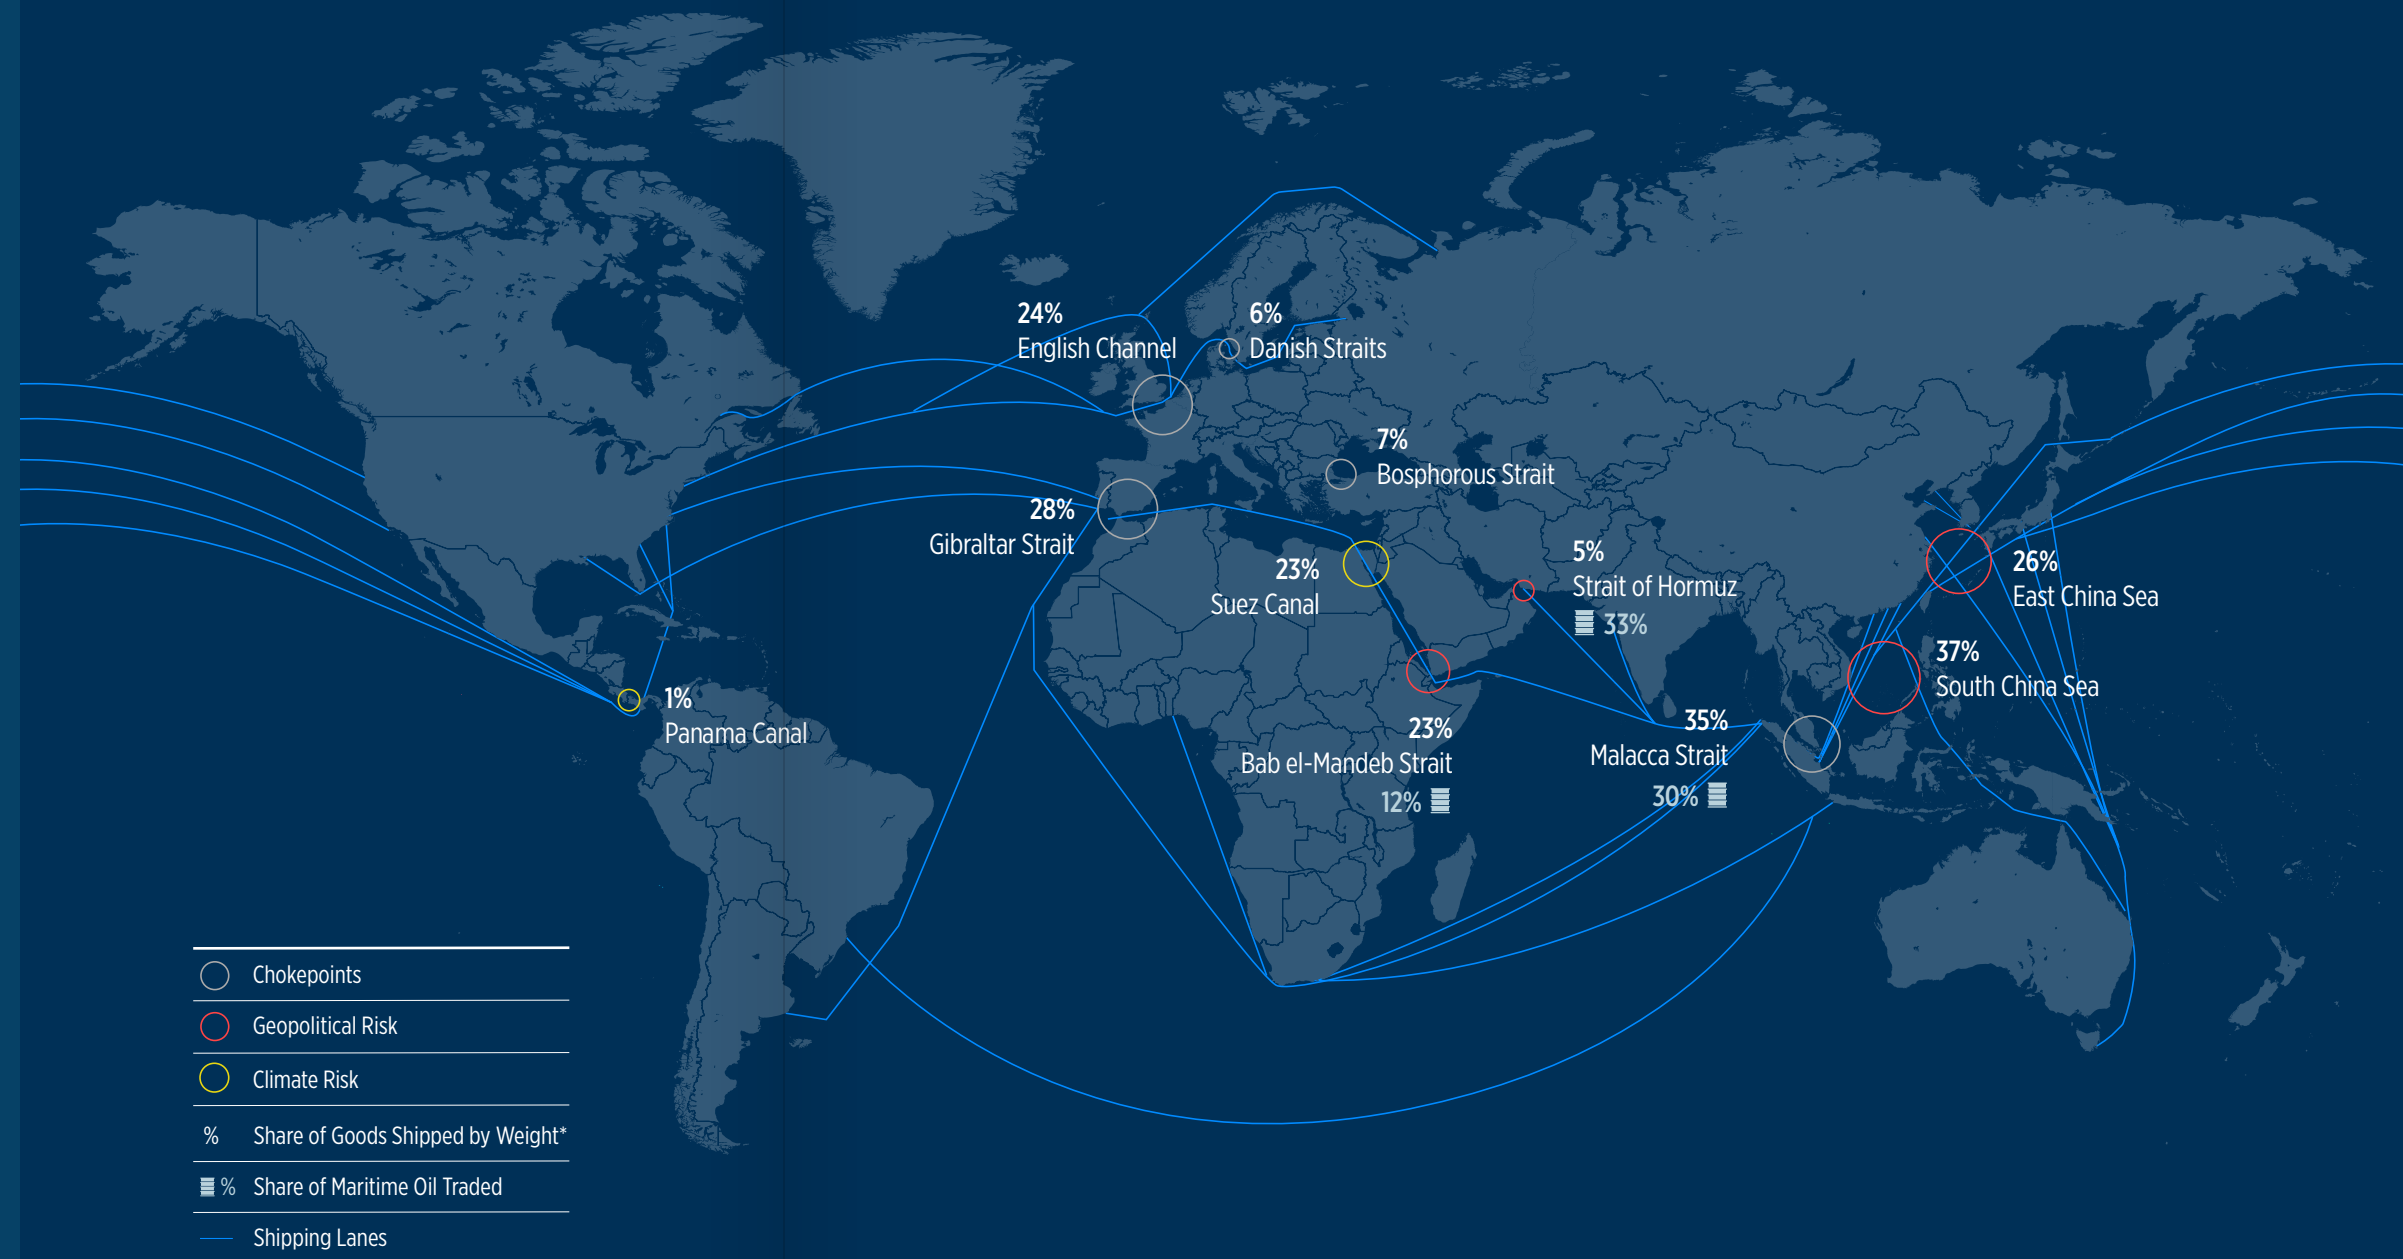 24%
English Channel
6%
Danish Straits
7%
Bosphorous Strait
28%
Gibraltar Strait
23%
Suez Canal
5%
Strait of Hormuz
33%
26%
East China Sea
37%
South China Sea
1%
Panama Canal
23%
Bab el-Mandeb Strait
12%
35%
Malacca Strait
30%
Chokepoints
Geopolitical Risk
Climate Risk
% Share of Goods Shipped by Weight*
% Share of Maritime Oil Traded
Shipping Lanes